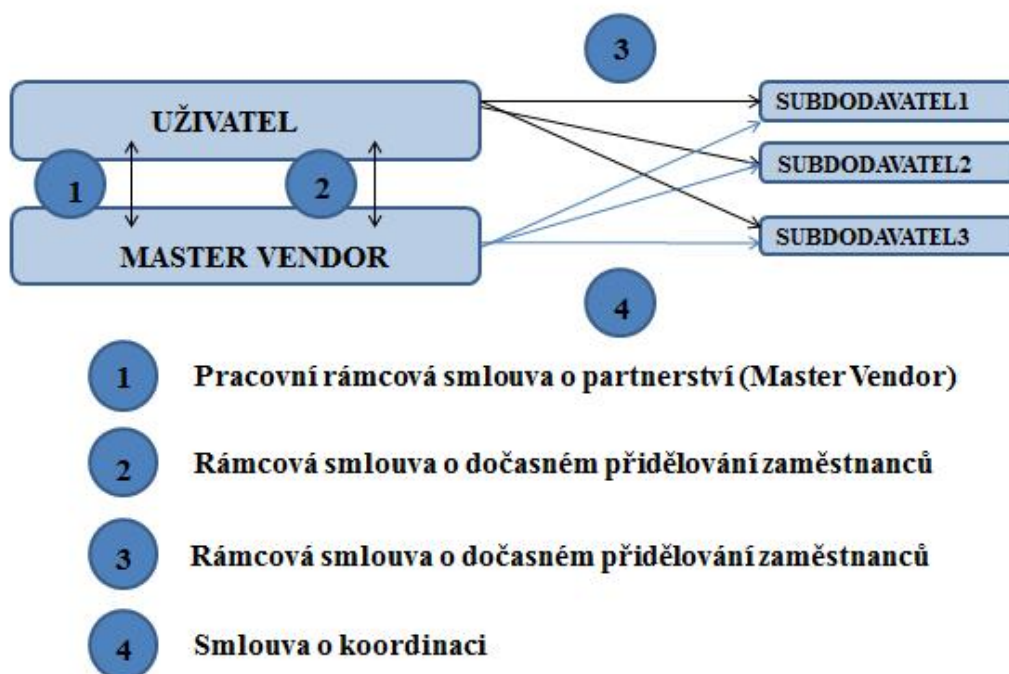 3
UŽIVATEL
SUBDODAVATEL1
1
2
SUBDODAVATEL2
MASTER VENDOR
SUBDODAVATEL3
4
1 Pracovní rámcová smlouva o partnerství (Master Vendor)
2 Rámcová smlouva o dočasném přidělování zaměstnanců
3 Rámcová smlouva o dočasném přidělování zaměstnanců
4 Smlouva o koordinaci